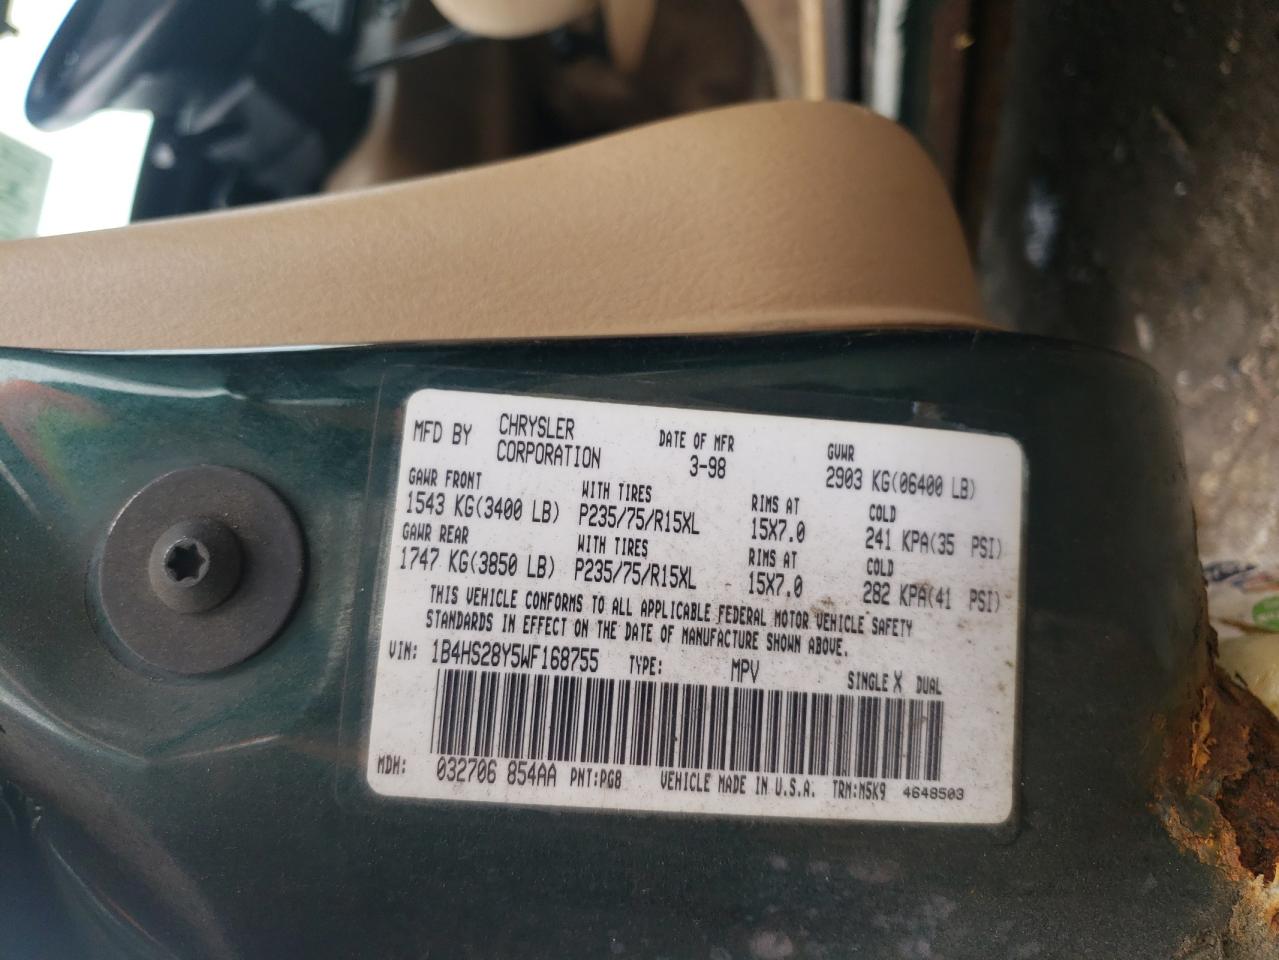 MFD BY CHRYSLER CORPORATION DATE OF MFR 3-98 GVWR 2903 KG(06400 LB)
GAWR FRONT WITH TIRES RIMS AT COLD
1543 KG(3400 LB) P235/75/R15XL 15X7.0 241 KPA(35 PSI)
GAWR REAR WITH TIRES RIMS AT COLD
1747 KG(3850 LB) P235/75/R15XL 15X7.0 282 KPA(41 PSI)
THIS VEHICLE CONFORMS TO ALL APPLICABLE FEDERAL MOTOR VEHICLE SAFETY
STANDARDS IN EFFECT ON THE DATE OF MANUFACTURE SHOWN ABOVE.
VIN: 1B4HS28Y5WF168755 TYPE: MPV SINGLE X DUAL
MDH: 032706 854AA PNT:PG8 VEHICLE MADE IN U.S.A. TRM:M5K9 4648503